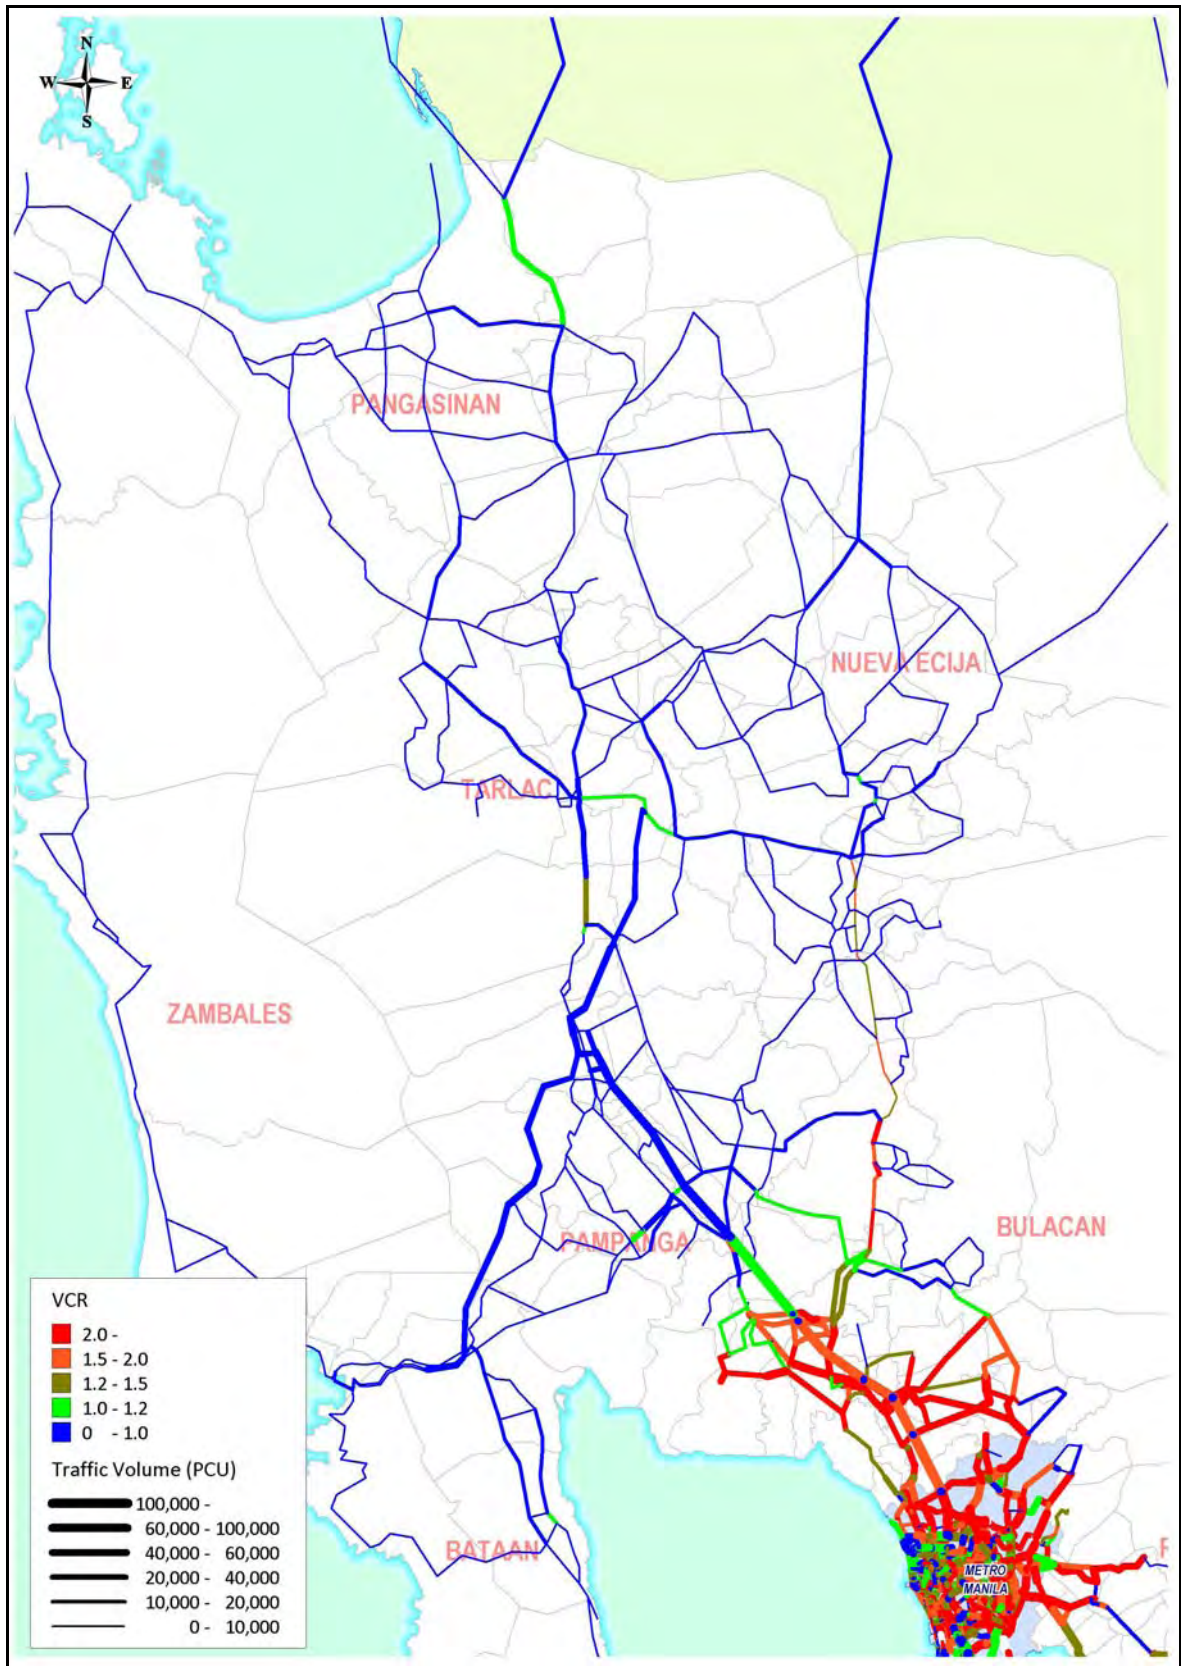 N
W E
S
PANGASINAN
NUEVA ECIJA
TARLAC
ZAMBALES
PAMPANGA
BULACAN
BATAAN
METRO
MANILA
VCR
2.0 -
1.5 - 2.0
1.2 - 1.5
1.0 - 1.2
0 - 1.0
Traffic Volume (PCU)
100,000 -
60,000 - 100,000
40,000 - 60,000
20,000 - 40,000
10,000 - 20,000
0 - 10,000